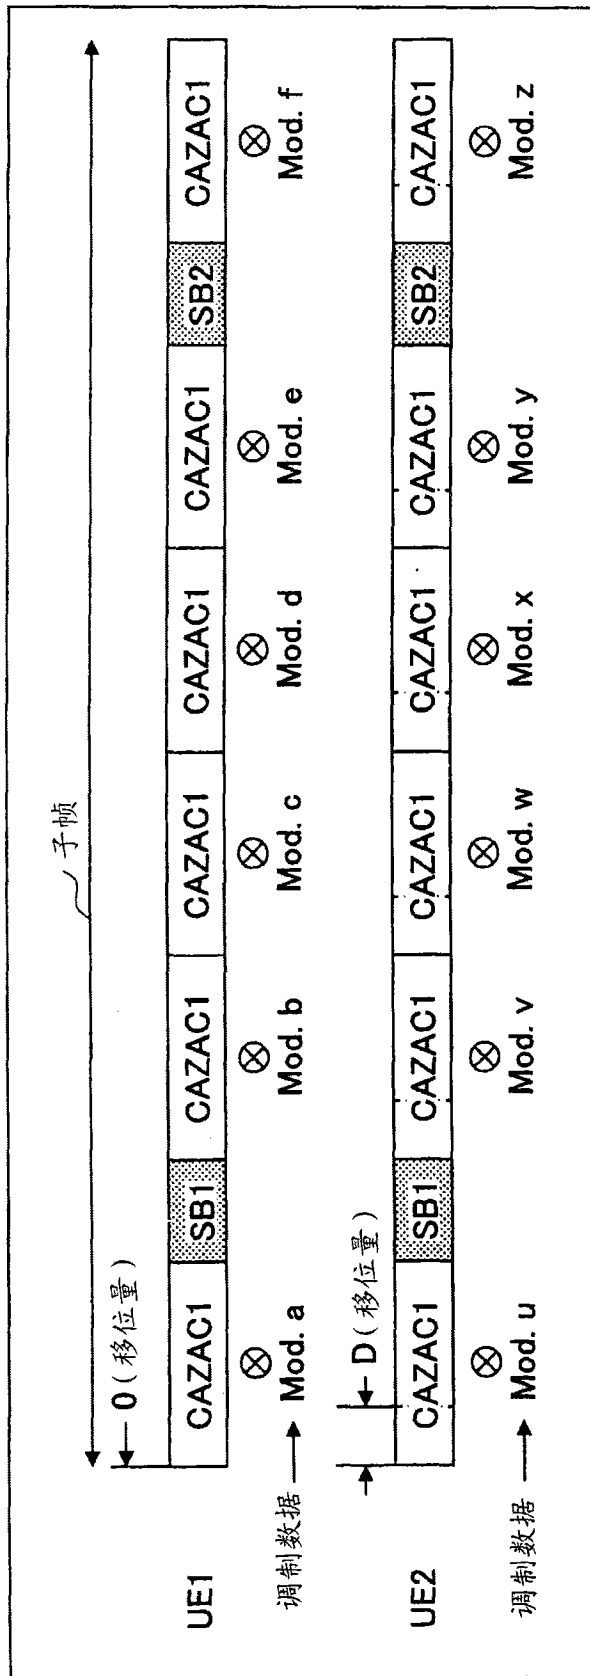 子帧
0(移位量)
UE1
CAZAC1 SB1 CAZAC1 CAZAC1 CAZAC1 CAZAC1 SB2 CAZAC1
调制数据 Mod. a Mod. b Mod. c Mod. d Mod. e Mod. f
D(移位量)
UE2
CAZAC1 SB1 CAZAC1 CAZAC1 CAZAC1 CAZAC1 SB2 CAZAC1
调制数据 Mod. u Mod. v Mod. w Mod. x Mod. y Mod. z